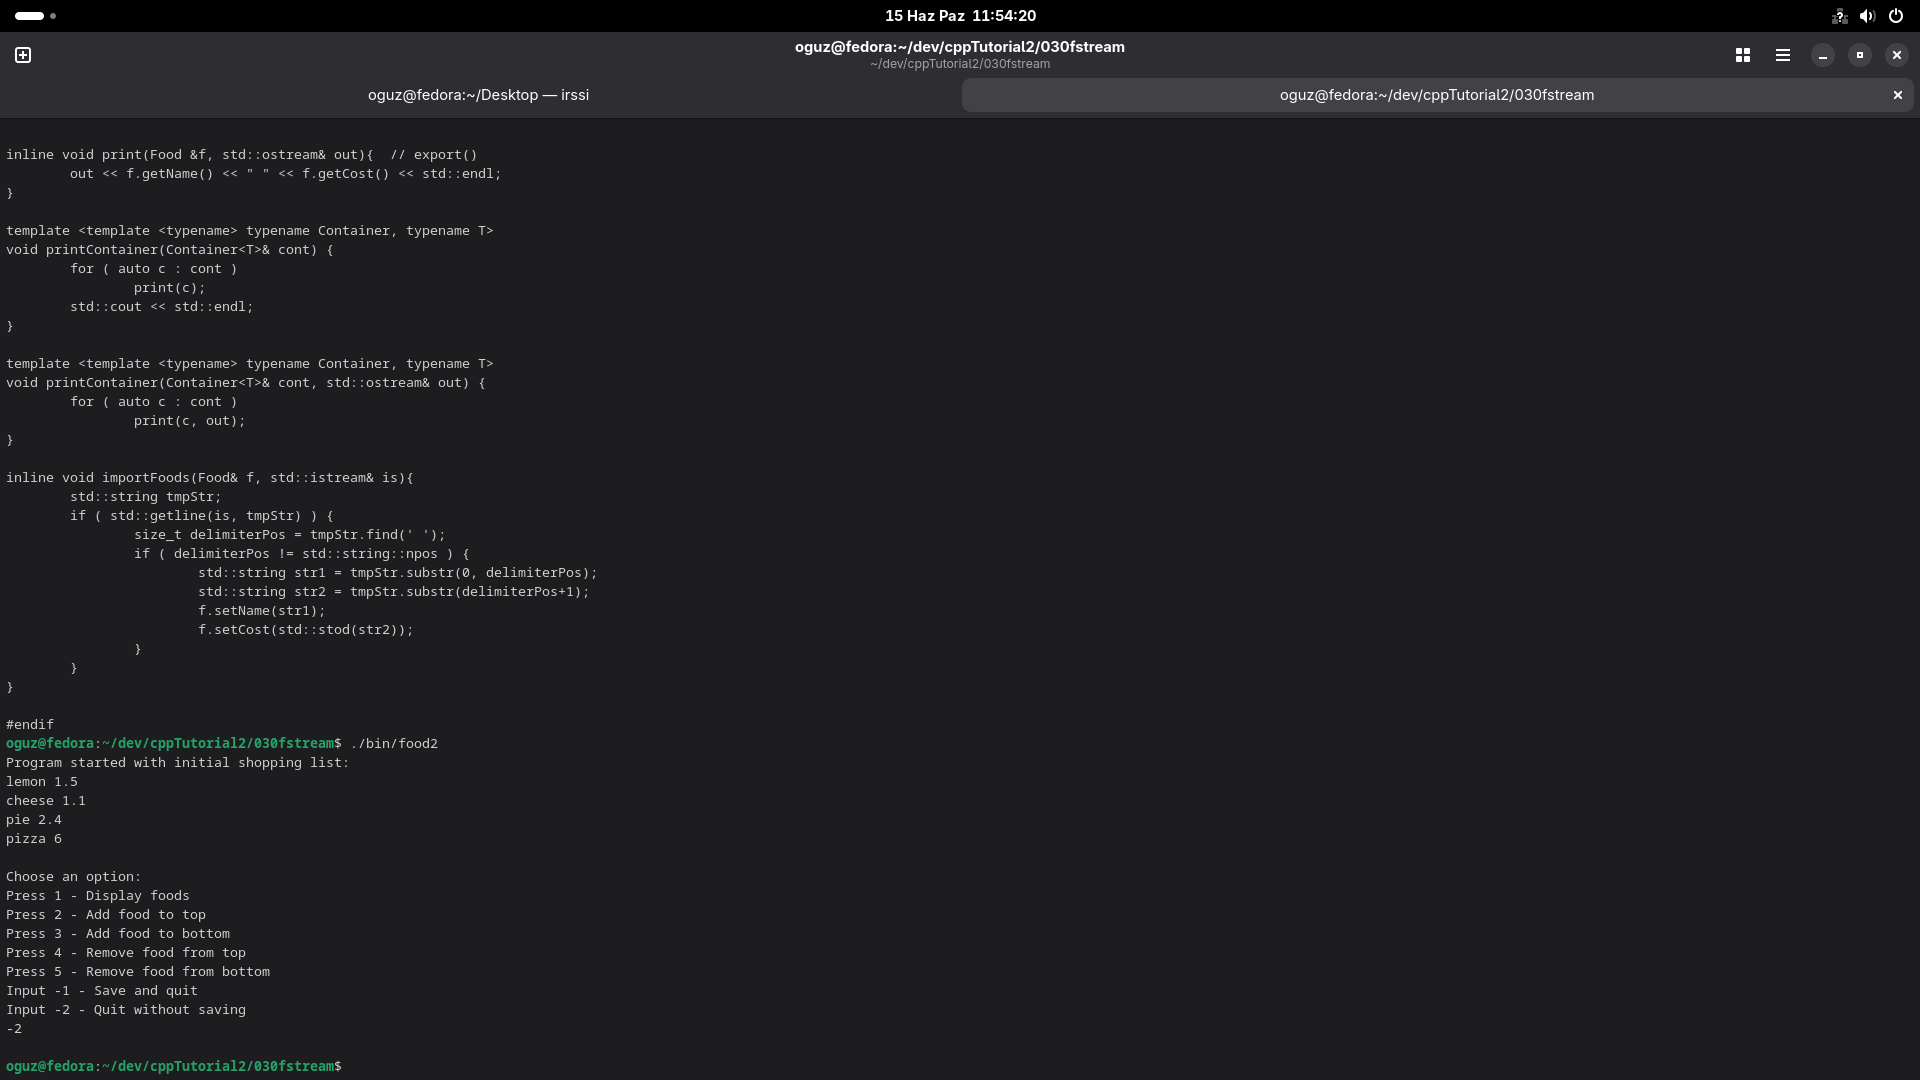 15 Haz Paz  11:54:20
oguz@fedora:~/dev/cppTutorial2/030fstream
~/dev/cppTutorial2/030fstream
oguz@fedora:~/Desktop — irssi
oguz@fedora:~/dev/cppTutorial2/030fstream
inline void print(Food &f, std::ostream& out){  // export()
        out << f.getName() << " " << f.getCost() << std::endl;
}
template <template <typename> typename Container, typename T>
void printContainer(Container<T>& cont) {
        for ( auto c : cont )
                print(c);
        std::cout << std::endl;
}
template <template <typename> typename Container, typename T>
void printContainer(Container<T>& cont, std::ostream& out) {
        for ( auto c : cont )
                print(c, out);
}
inline void importFoods(Food& f, std::istream& is){
        std::string tmpStr;
        if ( std::getline(is, tmpStr) ) {
                size_t delimiterPos = tmpStr.find(' ');
                if ( delimiterPos != std::string::npos ) {
                        std::string str1 = tmpStr.substr(0, delimiterPos);
                        std::string str2 = tmpStr.substr(delimiterPos+1);
                        f.setName(str1);
                        f.setCost(std::stod(str2));
                }
        }
}
#endif
oguz@fedora:~/dev/cppTutorial2/030fstream$ ./bin/food2
Program started with initial shopping list:
lemon 1.5
cheese 1.1
pie 2.4
pizza 6
Choose an option:
Press 1 - Display foods
Press 2 - Add food to top
Press 3 - Add food to bottom
Press 4 - Remove food from top
Press 5 - Remove food from bottom
Input -1 - Save and quit
Input -2 - Quit without saving
-2
oguz@fedora:~/dev/cppTutorial2/030fstream$